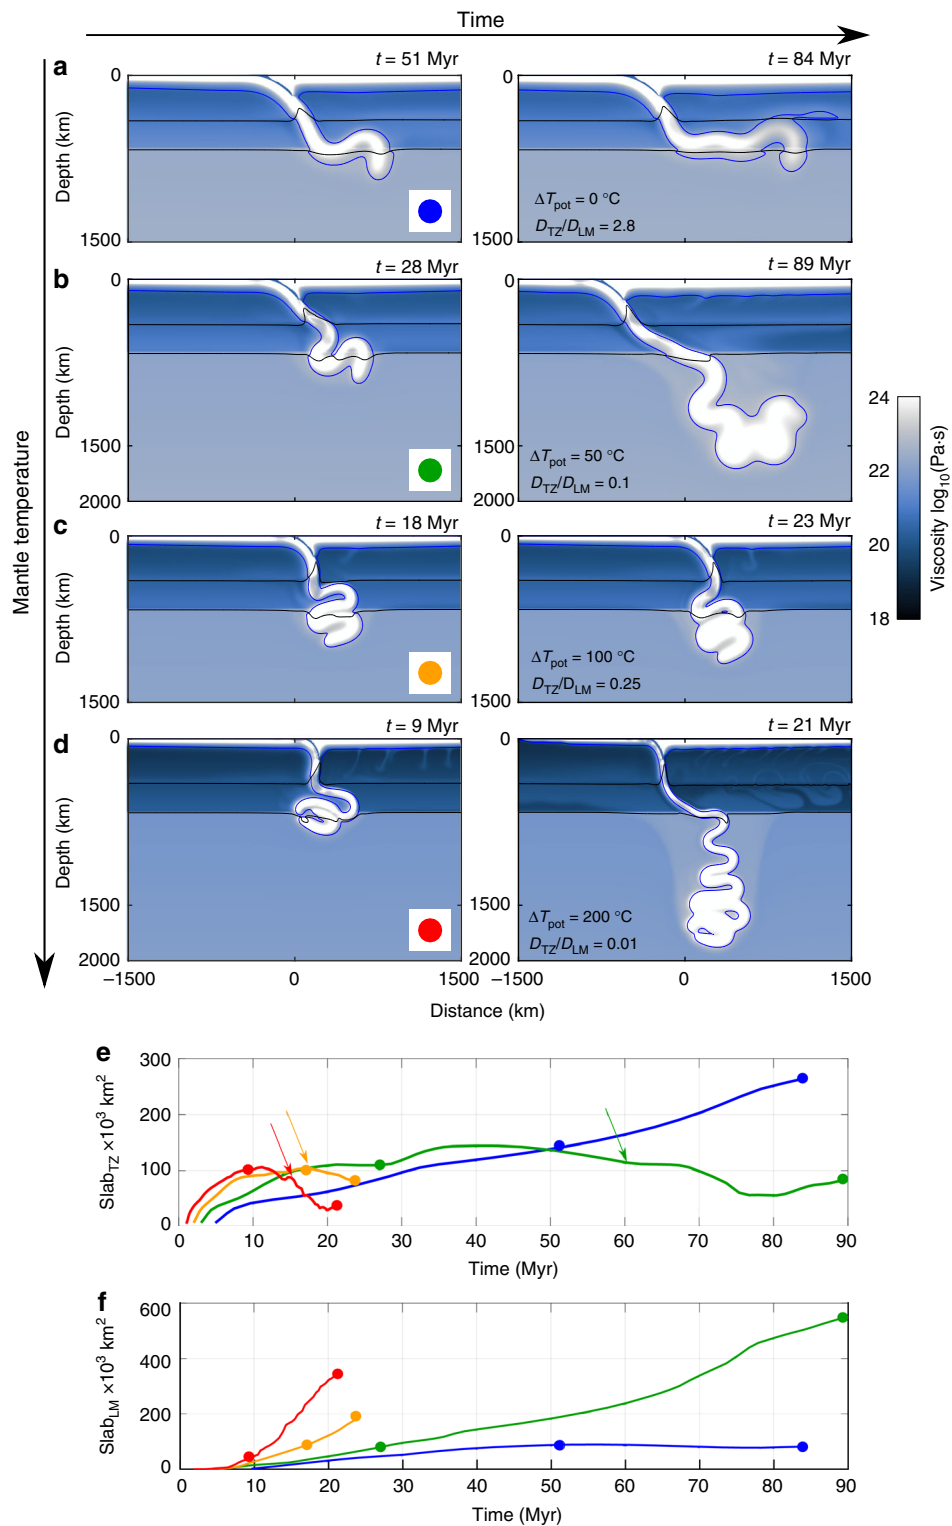 Time
a
t = 51 Myr
t = 84 Myr
0
Depth (km)
1500
ΔTpot = 0 °C
DTZ/DLM = 2.8
1500
b
t = 28 Myr
t = 89 Myr
0
0
Depth (km)
1500
2000
ΔTpot = 50 °C
DTZ/DLM = 0.1
1500
2000
c
t = 18 Myr
t = 23 Myr
0
0
Depth (km)
1500
ΔTpot = 100 °C
DTZ/DLM = 0.25
1500
d
t = 9 Myr
t = 21 Myr
0
0
Depth (km)
1500
2000
ΔTpot = 200 °C
DTZ/DLM = 0.01
1500
2000
−1500
0
1500
−1500
0
1500
Distance (km)
Mantle temperature
24
22
20
18
Viscosity log10(Pa·s)
e
300
200
100
0
SlabTZ ×10³ km²
0 10 20 30 40 50 60 70 80 90
Time (Myr)
f
600
400
200
0
SlabLM ×10³ km²
0 10 20 30 40 50 60 70 80 90
Time (Myr)